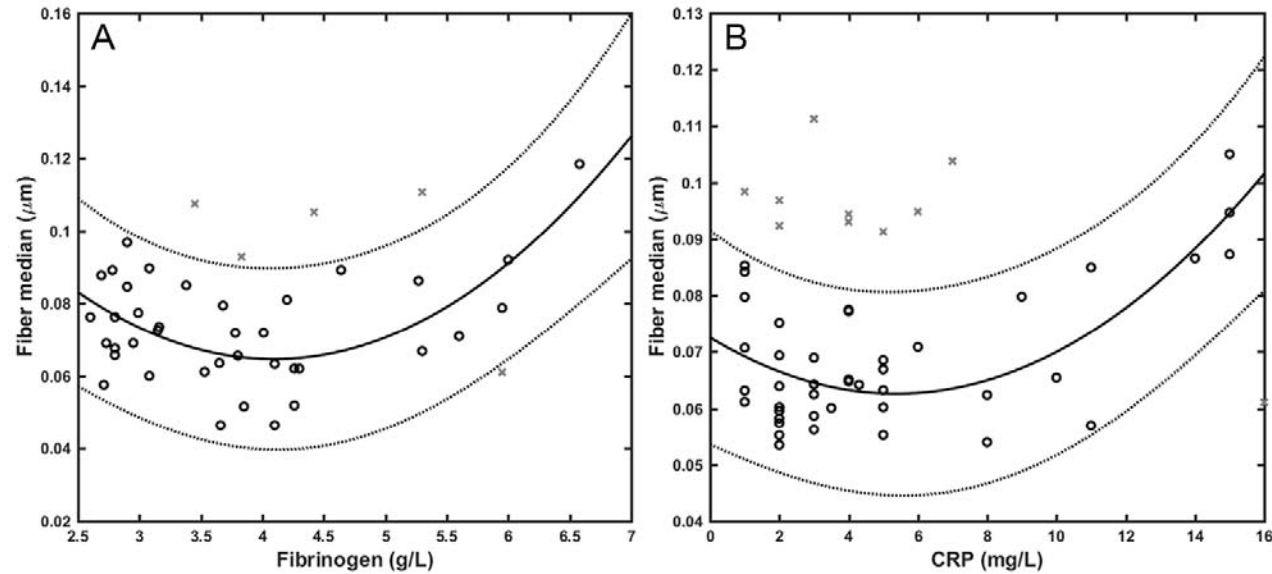 A
Fiber median (μm)
0.16
0.14
0.12
0.1
0.08
0.06
0.04
0.02
2.5 3 3.5 4 4.5 5 5.5 6 6.5 7
Fibrinogen (g/L)
B
Fiber median (μm)
0.13
0.12
0.11
0.1
0.09
0.08
0.07
0.06
0.05
0.04
0 2 4 6 8 10 12 14 16
CRP (mg/L)